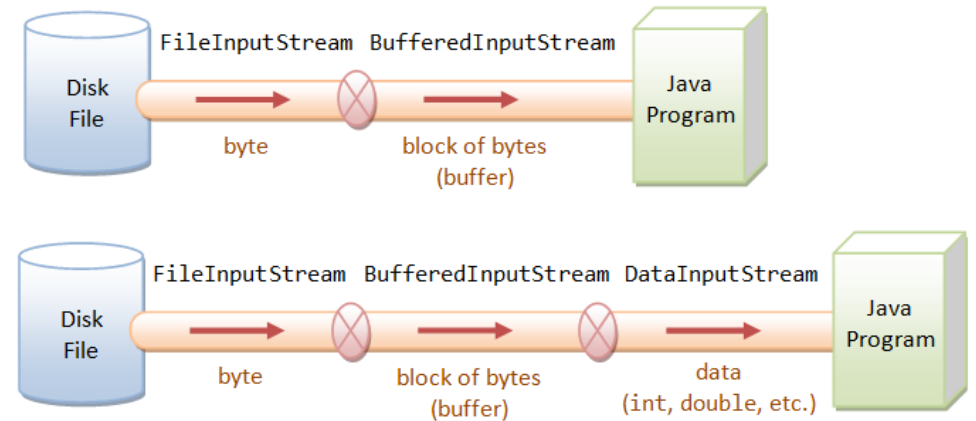 FileInputStream BufferedInputStream
Disk
File
Java
Program
byte
block of bytes
(buffer)
FileInputStream BufferedInputStream DataInputStream
Disk
File
Java
Program
byte
block of bytes
(buffer)
data
(int, double, etc.)